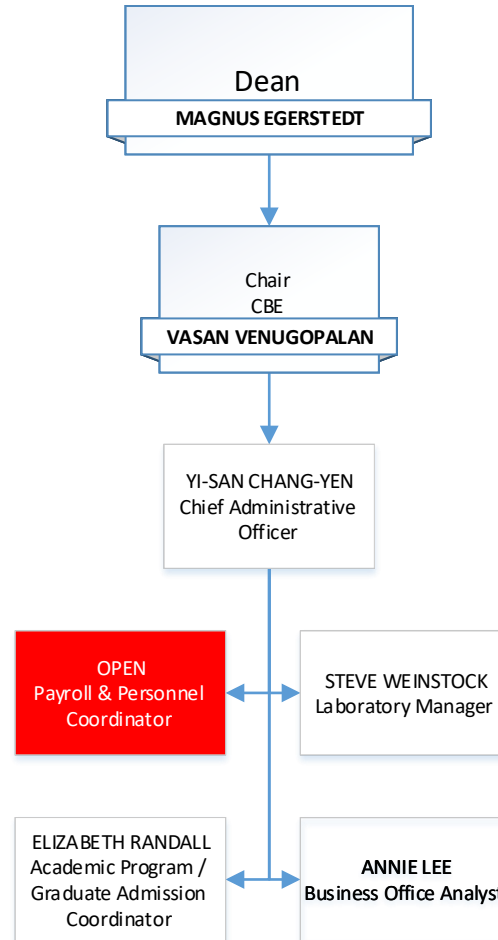 Dean
MAGNUS EGERSTEDT
Chair
CBE
VASAN VENUGOPALAN
YI-SAN CHANG-YEN
Chief Administrative
Officer
OPEN
Payroll & Personnel
Coordinator
STEVE WEINSTOCK
Laboratory Manager
ELIZABETH RANDALL
Academic Program /
Graduate Admission
Coordinator
ANNIE LEE
Business Office Analyst